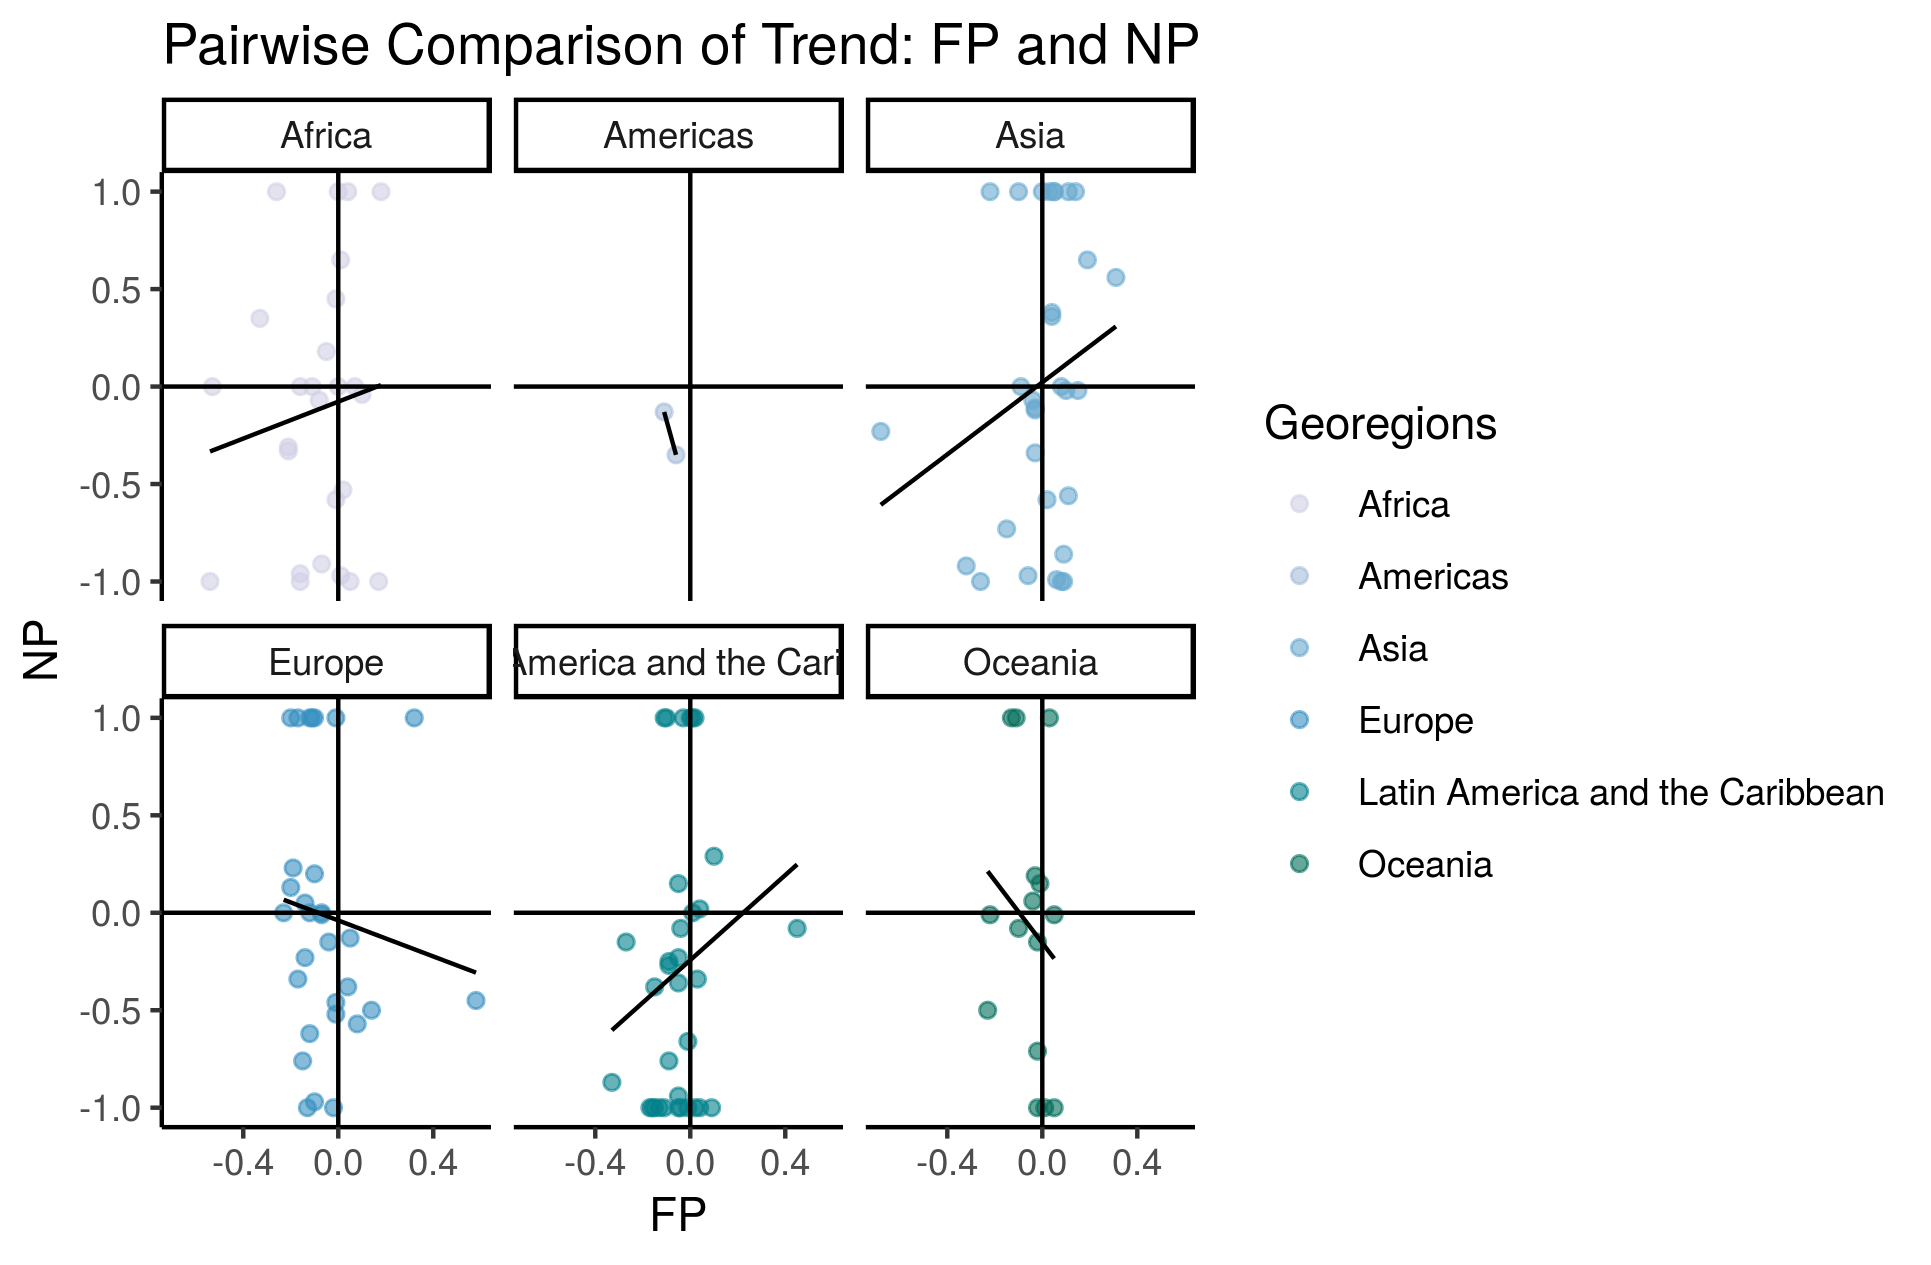 Pairwise Comparison of Trend: FP and NP
Africa
Americas
Asia
1.0
0.5
0.0
-0.5
-1.0
NP
Europe
America and the Cari
Oceania
1.0
0.5
0.0
-0.5
-1.0
-0.4 0.0 0.4
-0.4 0.0 0.4
-0.4 0.0 0.4
FP
Georegions
Africa
Americas
Asia
Europe
Latin America and the Caribbean
Oceania